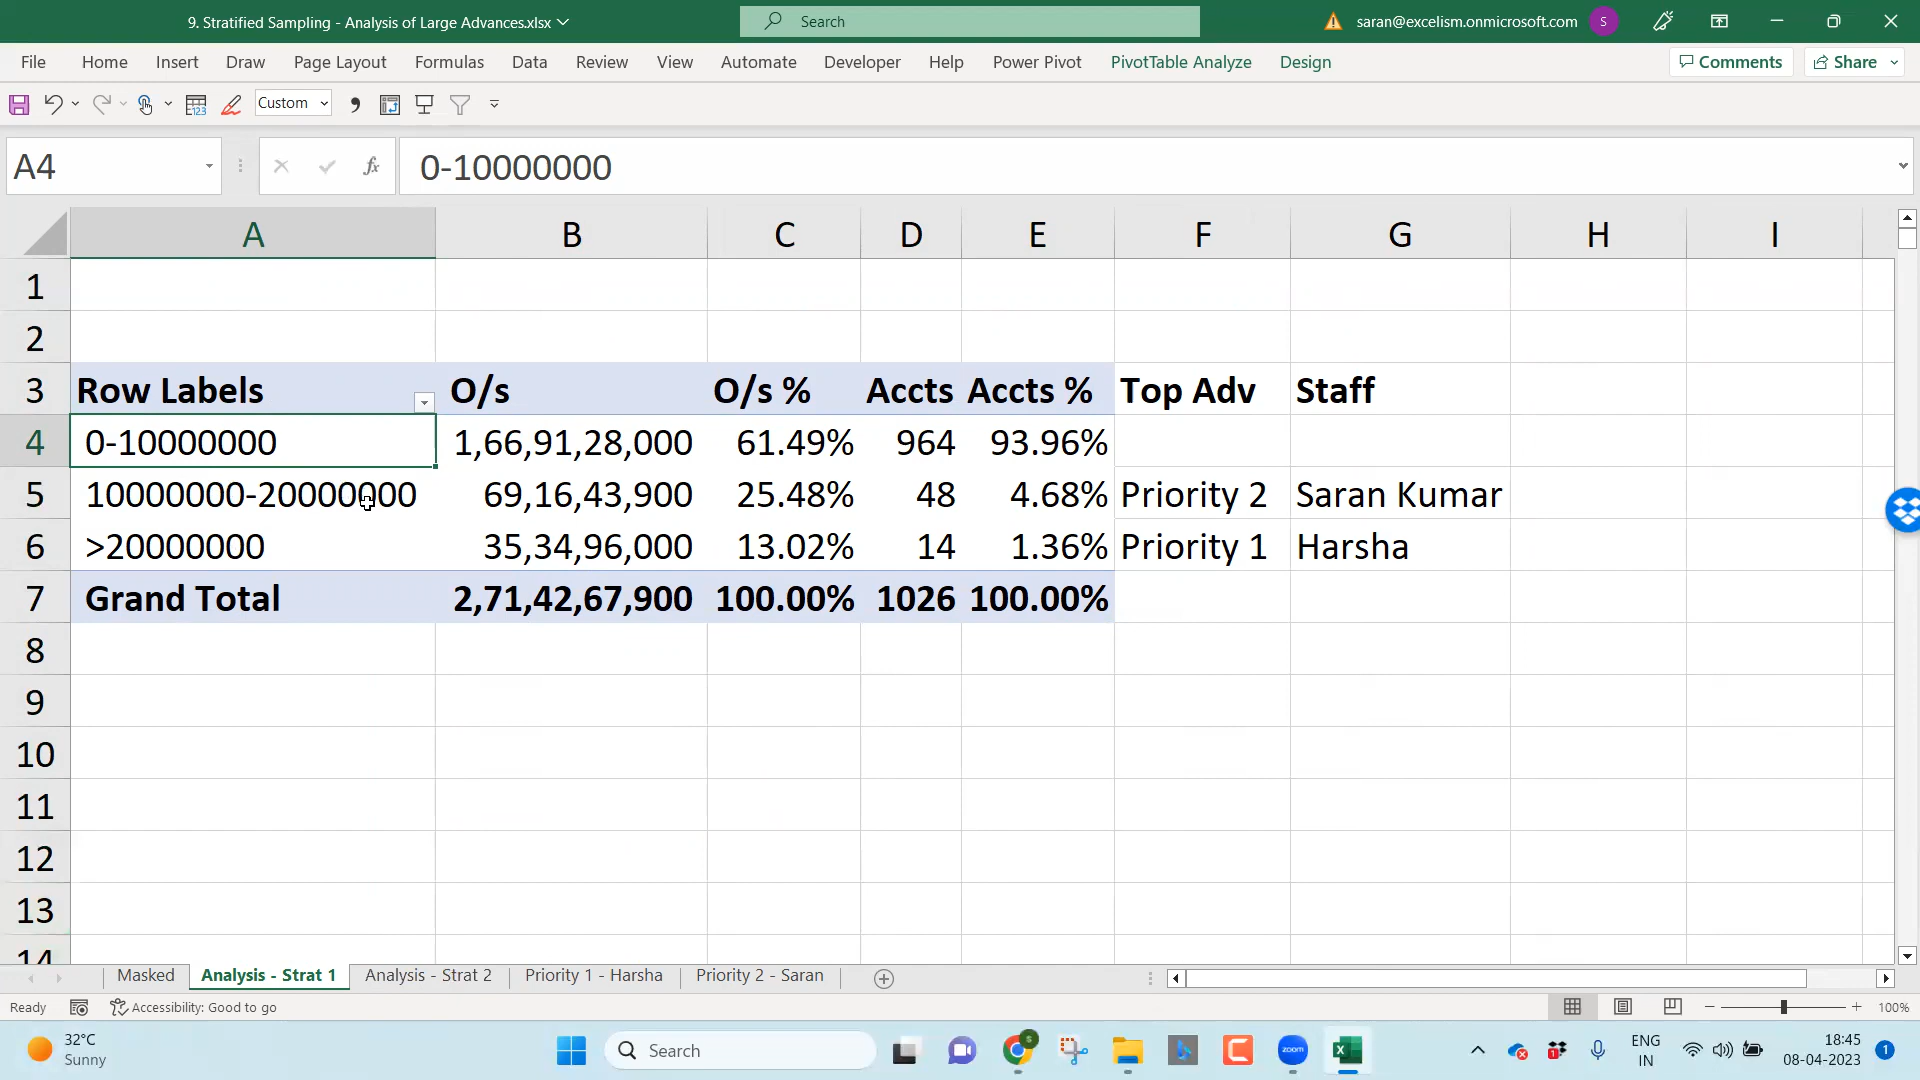 9. Stratified Sampling - Analysis of Large Advances.xlsx
Search
saran@excelism.onmicrosoft.com
S
File Home Insert Draw Page Layout Formulas Data Review View Automate Developer Help Power Pivot PivotTable Analyze Design Comments Share
Custom
A4 fx 0-10000000
A B C D E F G H I
1
2
3 Row Labels O/s O/s % Accts Accts % Top Adv Staff
4 0-10000000 1,66,91,28,000 61.49% 964 93.96%
5 10000000-20000000 69,16,43,900 25.48% 48 4.68% Priority 2 Saran Kumar
6 >20000000 35,34,96,000 13.02% 14 1.36% Priority 1 Harsha
7 Grand Total 2,71,42,67,900 100.00% 1026 100.00%
8
9
10
11
12
13
14
Masked Analysis - Strat 1 Analysis - Strat 2 Priority 1 - Harsha Priority 2 - Saran
Ready Accessibility: Good to go 100%
32°C
Sunny
Search
zoom
ENG
IN
18:45
08-04-2023
1